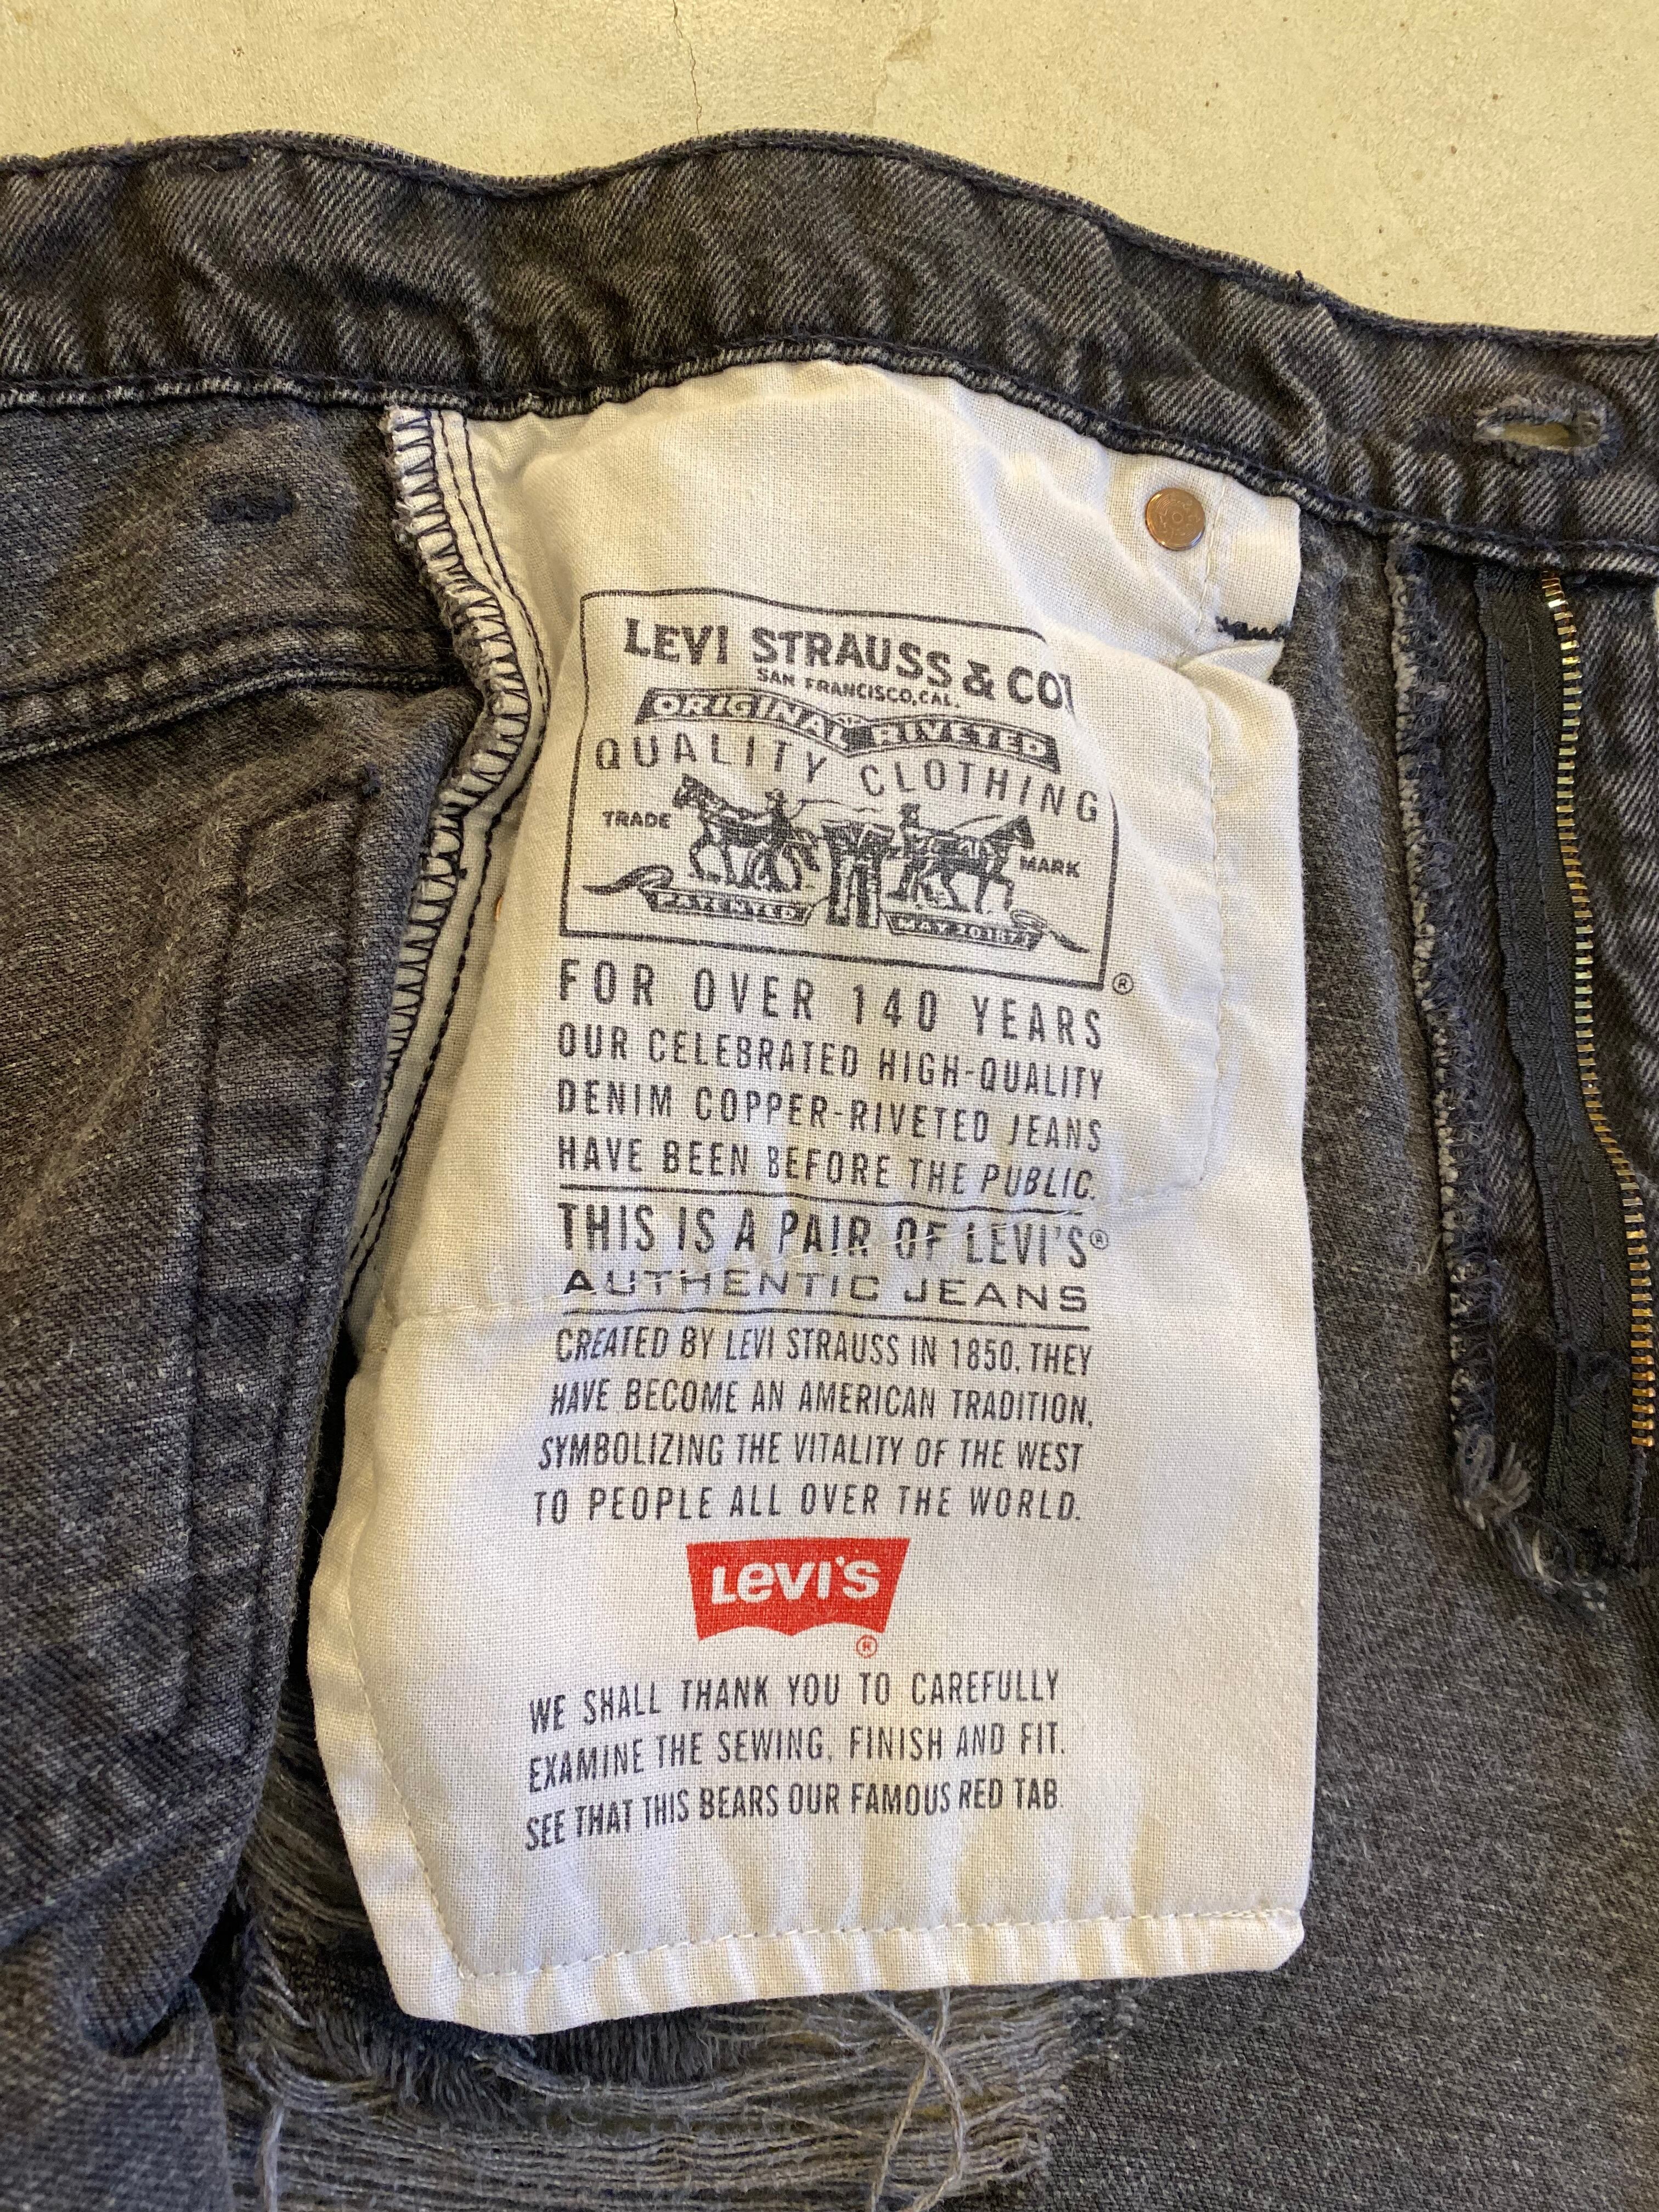 LEVI STRAUSS & CO.
SAN FRANCISCO, CAL.
ORIGINAL RIVETED
QUALITY CLOTHING
TRADE MARK
PATENTED MAY 20 1873
®
FOR OVER 140 YEARS
OUR CELEBRATED HIGH-QUALITY
DENIM COPPER-RIVETED JEANS
HAVE BEEN BEFORE THE PUBLIC.
THIS IS A PAIR OF LEVI'S®
AUTHENTIC JEANS
CREATED BY LEVI STRAUSS IN 1850. THEY
HAVE BECOME AN AMERICAN TRADITION,
SYMBOLIZING THE VITALITY OF THE WEST
TO PEOPLE ALL OVER THE WORLD.
LEVI'S
®
WE SHALL THANK YOU TO CAREFULLY
EXAMINE THE SEWING, FINISH AND FIT.
SEE THAT THIS BEARS OUR FAMOUS RED TAB.